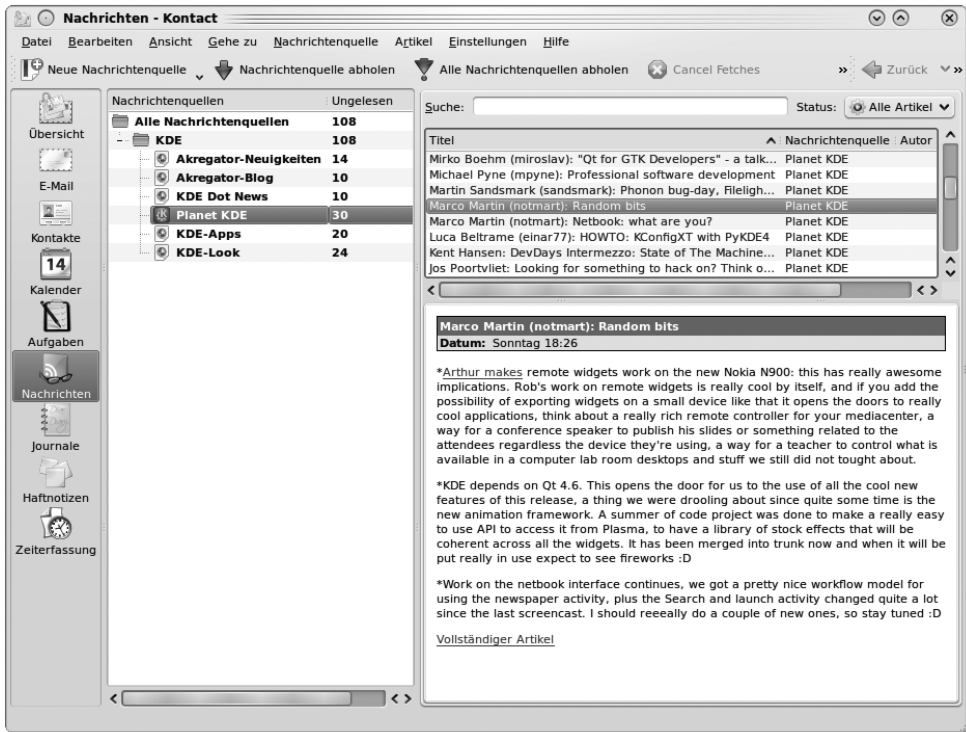 Nachrichten - Kontact
Datei Bearbeiten Ansicht Gehe zu Nachrichtenquelle Artikel Einstellungen Hilfe
Neue Nachrichtenquelle Nachrichtenquelle abholen Alle Nachrichtenquellen abholen Cancel Fetches » Zurück »
Übersicht
E-Mail
Kontakte
14
Kalender
Aufgaben
Nachrichten
Journale
Haftnotizen
Zeiterfassung
Nachrichtenquellen Ungelesen
Alle Nachrichtenquellen 108
KDE 108
Akregator-Neuigkeiten 14
Akregator-Blog 10
KDE Dot News 10
Planet KDE 30
KDE-Apps 20
KDE-Look 24
Suche: Status: Alle Artikel
Titel Nachrichtenquelle Autor
Mirko Boehm (miroslav): "Qt for GTK Developers" - a talk... Planet KDE
Michael Pyne (mpyne): Professional software development Planet KDE
Martin Sandsmark (sandsmark): Phonon bug-day, Fileligh... Planet KDE
Marco Martin (notmart): Random bits Planet KDE
Marco Martin (notmart): Netbook: what are you? Planet KDE
Luca Beltrame (einar77): HOWTO: KConfigXT with PyKDE4 Planet KDE
Kent Hansen: DevDays Intermezzo: State of The Machine... Planet KDE
Jos Poortvliet: Looking for something to hack on? Think o... Planet KDE
Marco Martin (notmart): Random bits
Datum: Sonntag 18:26
*Arthur makes remote widgets work on the new Nokia N900: this has really awesome
implications. Rob's work on remote widgets is really cool by itself, and if you add the
possibility of exporting widgets on a small device like that it opens the doors to really
cool applications, think about a really rich remote controller for your mediacenter, a
way for a conference speaker to publish his slides or something related to the
attendees regardless the device they're using, a way for a teacher to control what is
available in a computer lab room desktops and stuff we still did not tought about.
*KDE depends on Qt 4.6. This opens the door for us to the use of all the cool new
features of this release, a thing we were drooling about since quite some time is the
new animation framework. A summer of code project was done to make a really easy
to use API to access it from Plasma, to have a library of stock effects that will be
coherent across all the widgets. It has been merged into trunk now and when it will be
put really in use expect to see fireworks :D
*Work on the netbook interface continues, we got a pretty nice workflow model for
using the newspaper activity, plus the Search and launch activity changed quite a lot
since the last screencast. I should reeeally do a couple of new ones, so stay tuned :D
Vollständiger Artikel